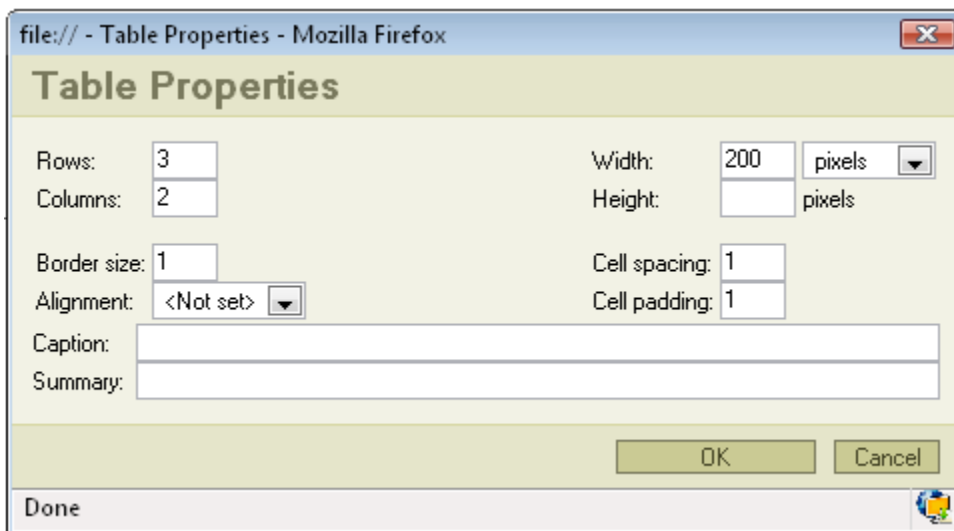 file:// - Table Properties - Mozilla Firefox
Table Properties
Rows: 3 Width: 200 pixels
Columns: 2 Height: pixels
Border size: 1 Cell spacing: 1
Alignment: <Not set> Cell padding: 1
Caption:
Summary:
OK Cancel
Done